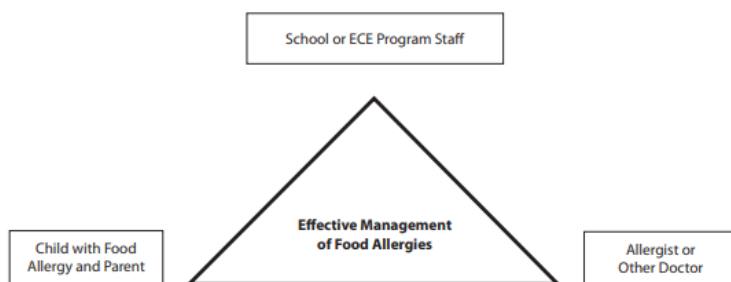 School or ECE Program Staff
Effective Management
of Food Allergies
Child with Food
Allergy and Parent
Allergist or
Other Doctor